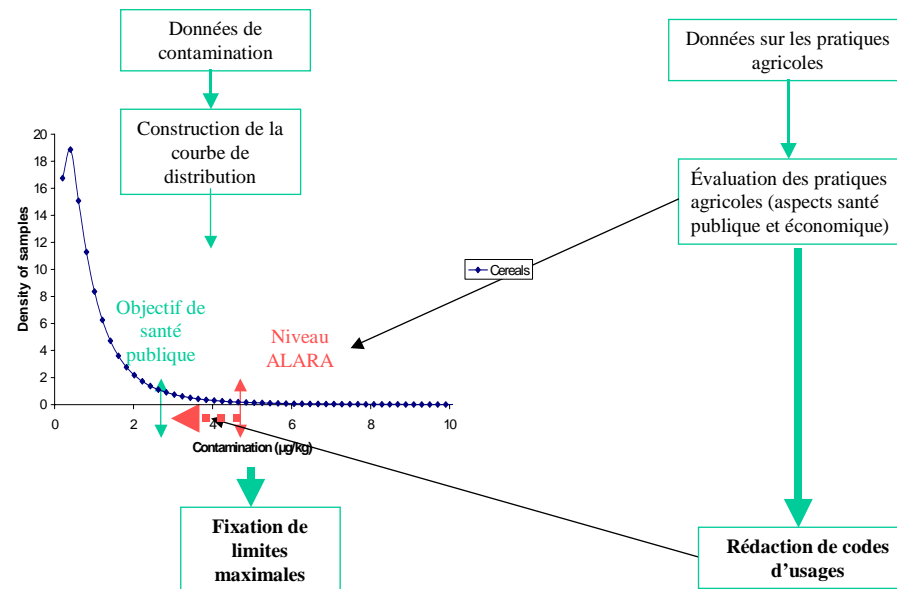 Données de
contamination
Données sur les pratiques
agricoles
Construction de la
courbe de
distribution
Évaluation des pratiques
agricoles (aspects santé
publique et économique)
20
18
16
14
12
10
8
6
4
2
0
Density of samples
Cereals
Objectif de
santé
publique
Niveau
ALARA
0 2 4 6 8 10
Contamination (µg/kg)
Fixation de
limites
maximales
Rédaction de codes
d'usages